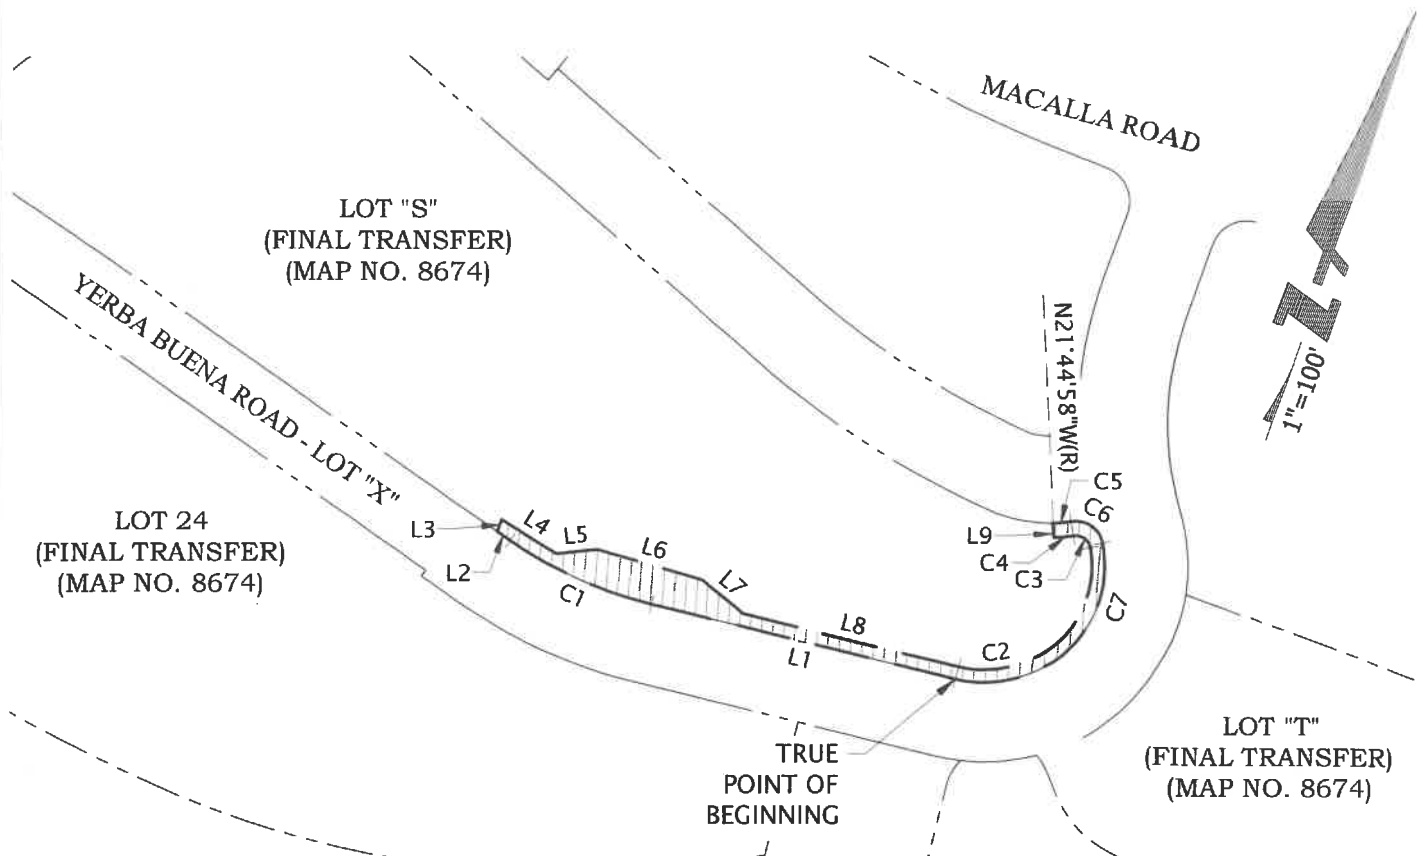 MACALLA ROAD
LOT "S"
(FINAL TRANSFER)
(MAP NO. 8674)
YERBA BUENA ROAD - LOT "X"
N21°44'58"W(R)
N
1"=100'
LOT 24
(FINAL TRANSFER)
(MAP NO. 8674)
L3
L2
L4
L5
L6
L7
C1
L8
L1
C2
L9
C4
C3
C5
C6
C7
TRUE
POINT OF
BEGINNING
LOT "T"
(FINAL TRANSFER)
(MAP NO. 8674)